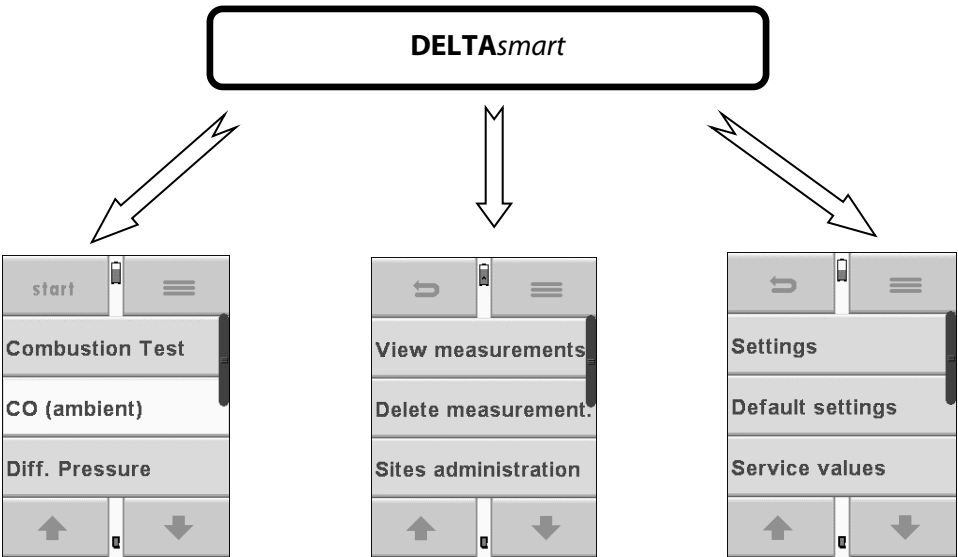 DELTAsmart
start
Combustion Test
CO (ambient)
Diff. Pressure
View measurements
Delete measurement.
Sites administration
Settings
Default settings
Service values